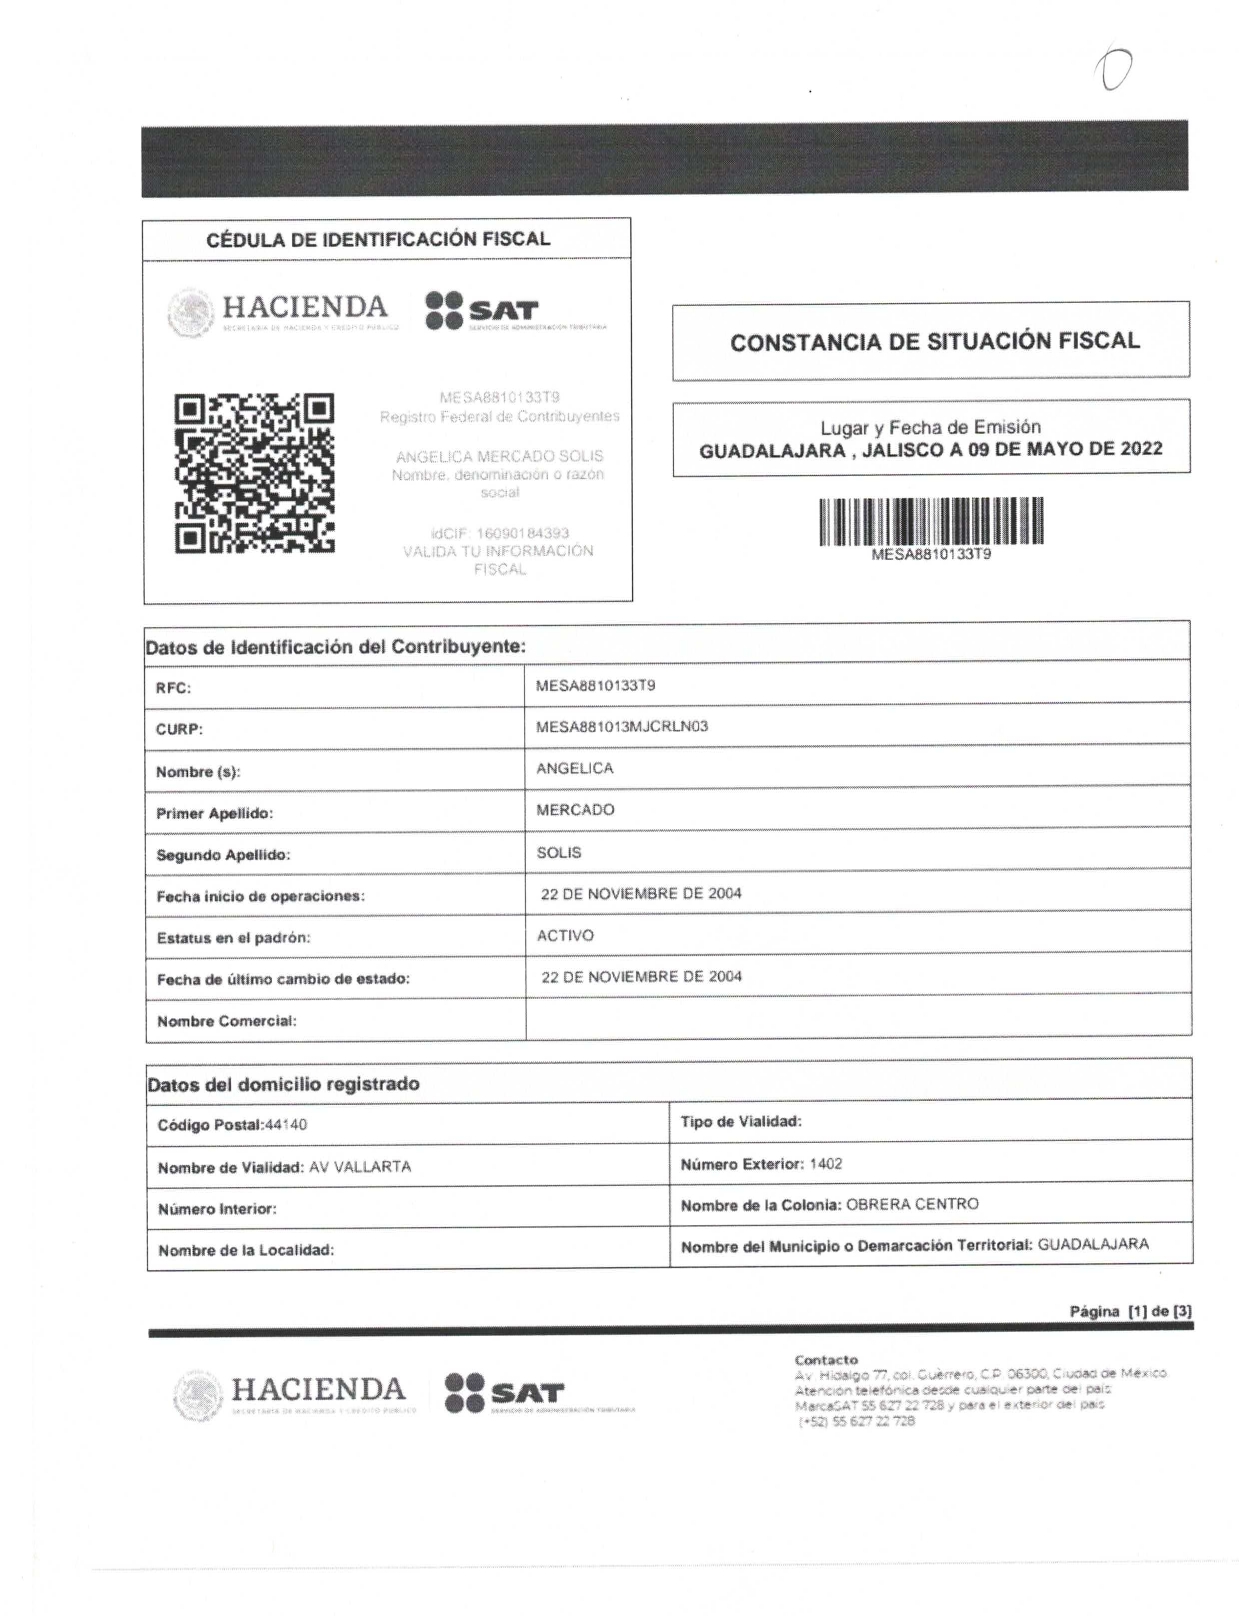 CÉDULA DE IDENTIFICACIÓN FISCAL
HACIENDA
SECRETARÍA DE HACIENDA Y CRÉDITO PÚBLICO
SAT
SERVICIO DE ADMINISTRACIÓN TRIBUTARIA
MESA8810133T9
Registro Federal de Contribuyentes
ANGELICA MERCADO SOLIS
Nombre, denominación o razón
social
idCIF: 16090184393
VALIDA TU INFORMACIÓN
FISCAL
CONSTANCIA DE SITUACIÓN FISCAL
Lugar y Fecha de Emisión
GUADALAJARA , JALISCO A 09 DE MAYO DE 2022
MESA8810133T9
Datos de Identificación del Contribuyente:
RFC: MESA8810133T9
CURP: MESA881013MJCRLN03
Nombre (s): ANGELICA
Primer Apellido: MERCADO
Segundo Apellido: SOLIS
Fecha inicio de operaciones: 22 DE NOVIEMBRE DE 2004
Estatus en el padrón: ACTIVO
Fecha de último cambio de estado: 22 DE NOVIEMBRE DE 2004
Nombre Comercial:
Datos del domicilio registrado
Código Postal:44140 Tipo de Vialidad:
Nombre de Vialidad: AV VALLARTA Número Exterior: 1402
Número Interior: Nombre de la Colonia: OBRERA CENTRO
Nombre de la Localidad: Nombre del Municipio o Demarcación Territorial: GUADALAJARA
Página [1] de [3]
HACIENDA
SECRETARÍA DE HACIENDA Y CRÉDITO PÚBLICO
SAT
SERVICIO DE ADMINISTRACIÓN TRIBUTARIA
Contacto
Av. Hidalgo 77, col. Guerrero, C.P. 06300, Ciudad de México.
Atención telefónica desde cualquier parte del país:
MarcaSAT 55 627 22 728 y para el exterior del país
(+52) 55 627 22 728